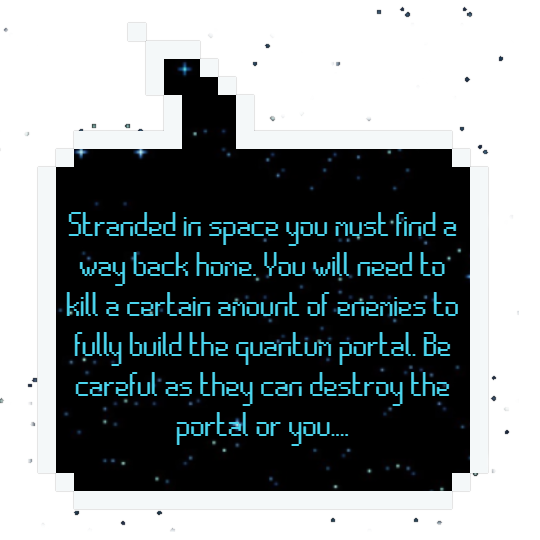 Stranded in space you must find a
way back home. You will need to
kill a certain amount of enemies to
fully build the quantum portal. Be
careful as they can destroy the
portal or you....